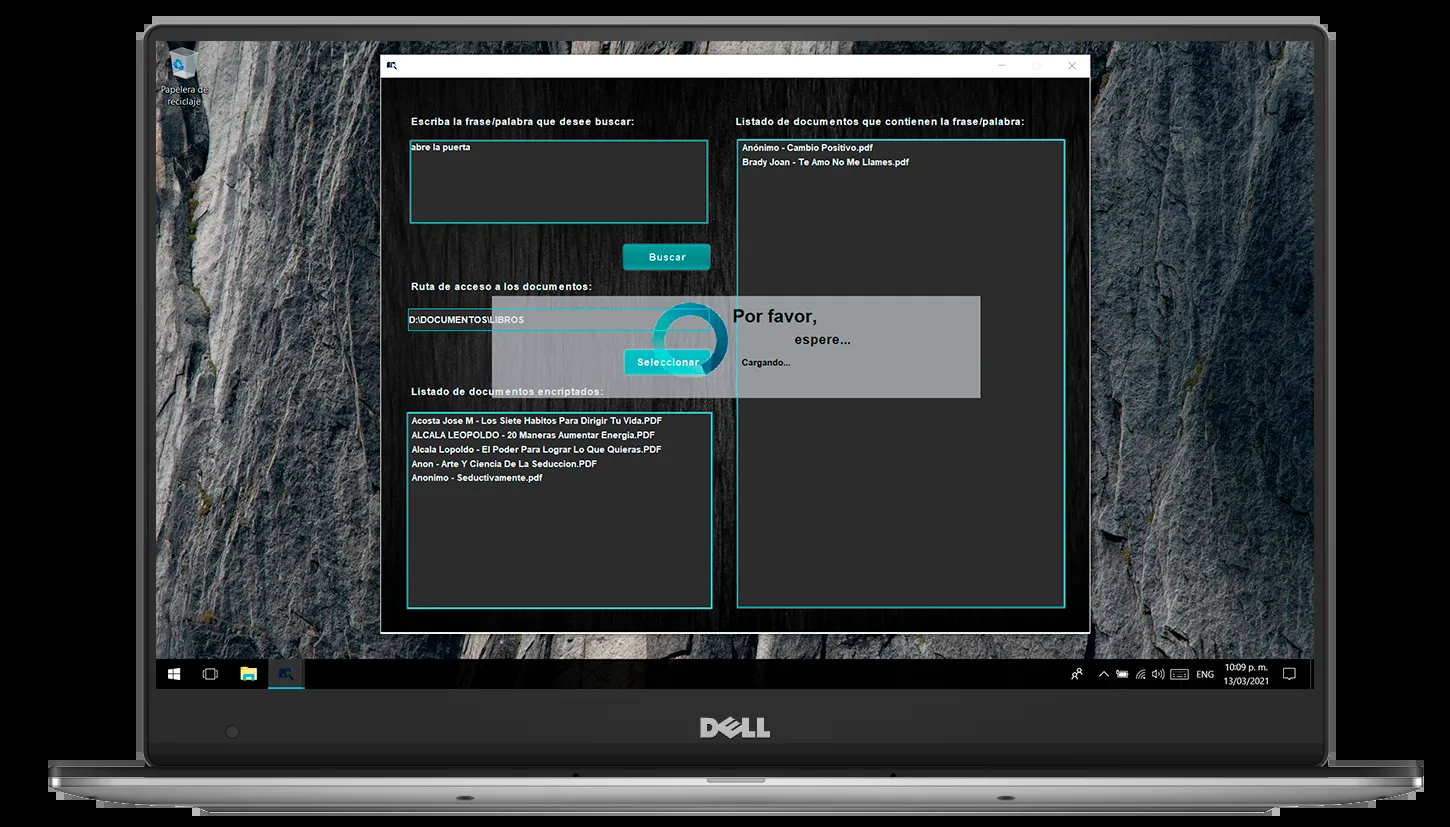 Papelera de
reciclaje
Escriba la frase/palabra que desee buscar:
abre la puerta
Buscar
Ruta de acceso a los documentos:
D:\DOCUMENTOS\LIBROS
Seleccionar
Listado de documentos encriptados:
Acosta Jose M - Los Siete Habitos Para Dirigir Tu Vida.PDF
ALCALA LEOPOLDO - 20 Maneras Aumentar Energia.PDF
Alcala Lopoldo - El Poder Para Lograr Lo Que Quieras.PDF
Anon - Arte Y Ciencia De La Seduccion.PDF
Anonimo - Seductivamente.pdf
Listado de documentos que contienen la frase/palabra:
Anónimo - Cambio Positivo.pdf
Brady Joan - Te Amo No Me Llames.pdf
Por favor,
espere...
Cargando...
ENG
10:09 p. m.
13/03/2021
DELL